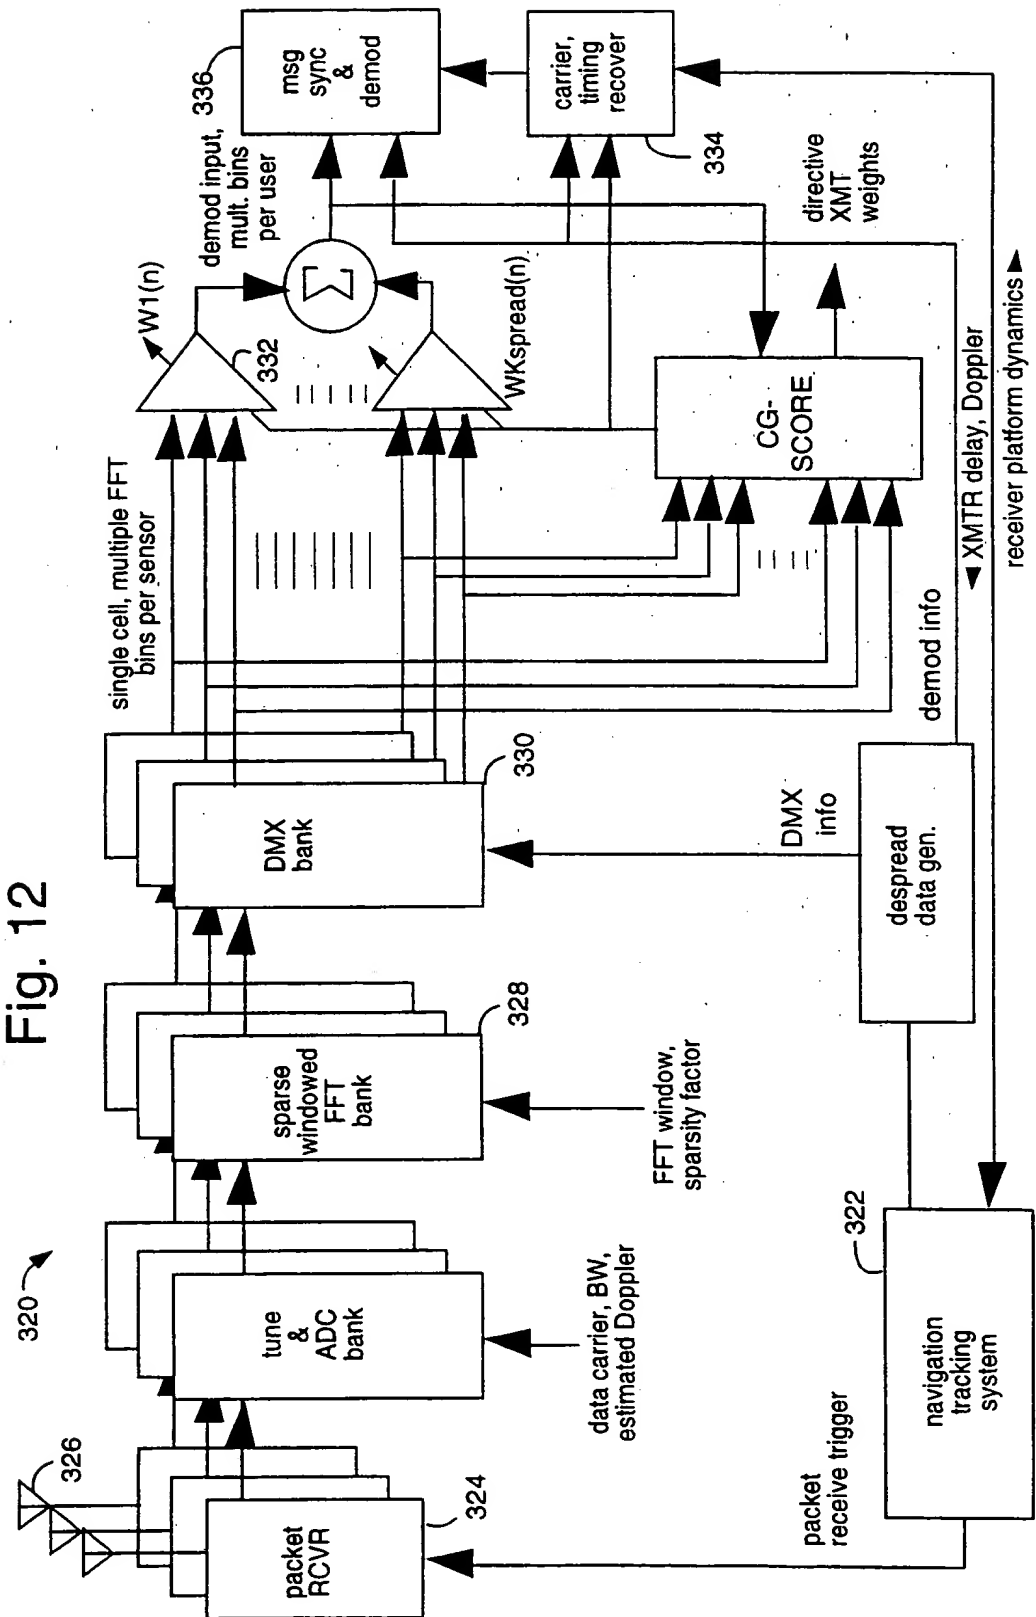 Fig. 12
320
326
packet
RCVR
324
tune
&
ADC
bank
data carrier, BW,
estimated Doppler
sparse
windowed
FFT
bank
328
FFT window,
sparsity factor
DMX
bank
330
DMX
info
single cell, multiple FFT
bins per sensor
W1(n)
332
WKspread(n)
Σ
demod input,
mult. bins
per user
336
msg
sync
&
demod
carrier,
timing
recover
334
directive
XMT
weights
CG-
SCORE
packet
receive trigger
322
navigation
tracking
system
despread
data gen.
demod info
XMTR delay, Doppler
receiver platform dynamics